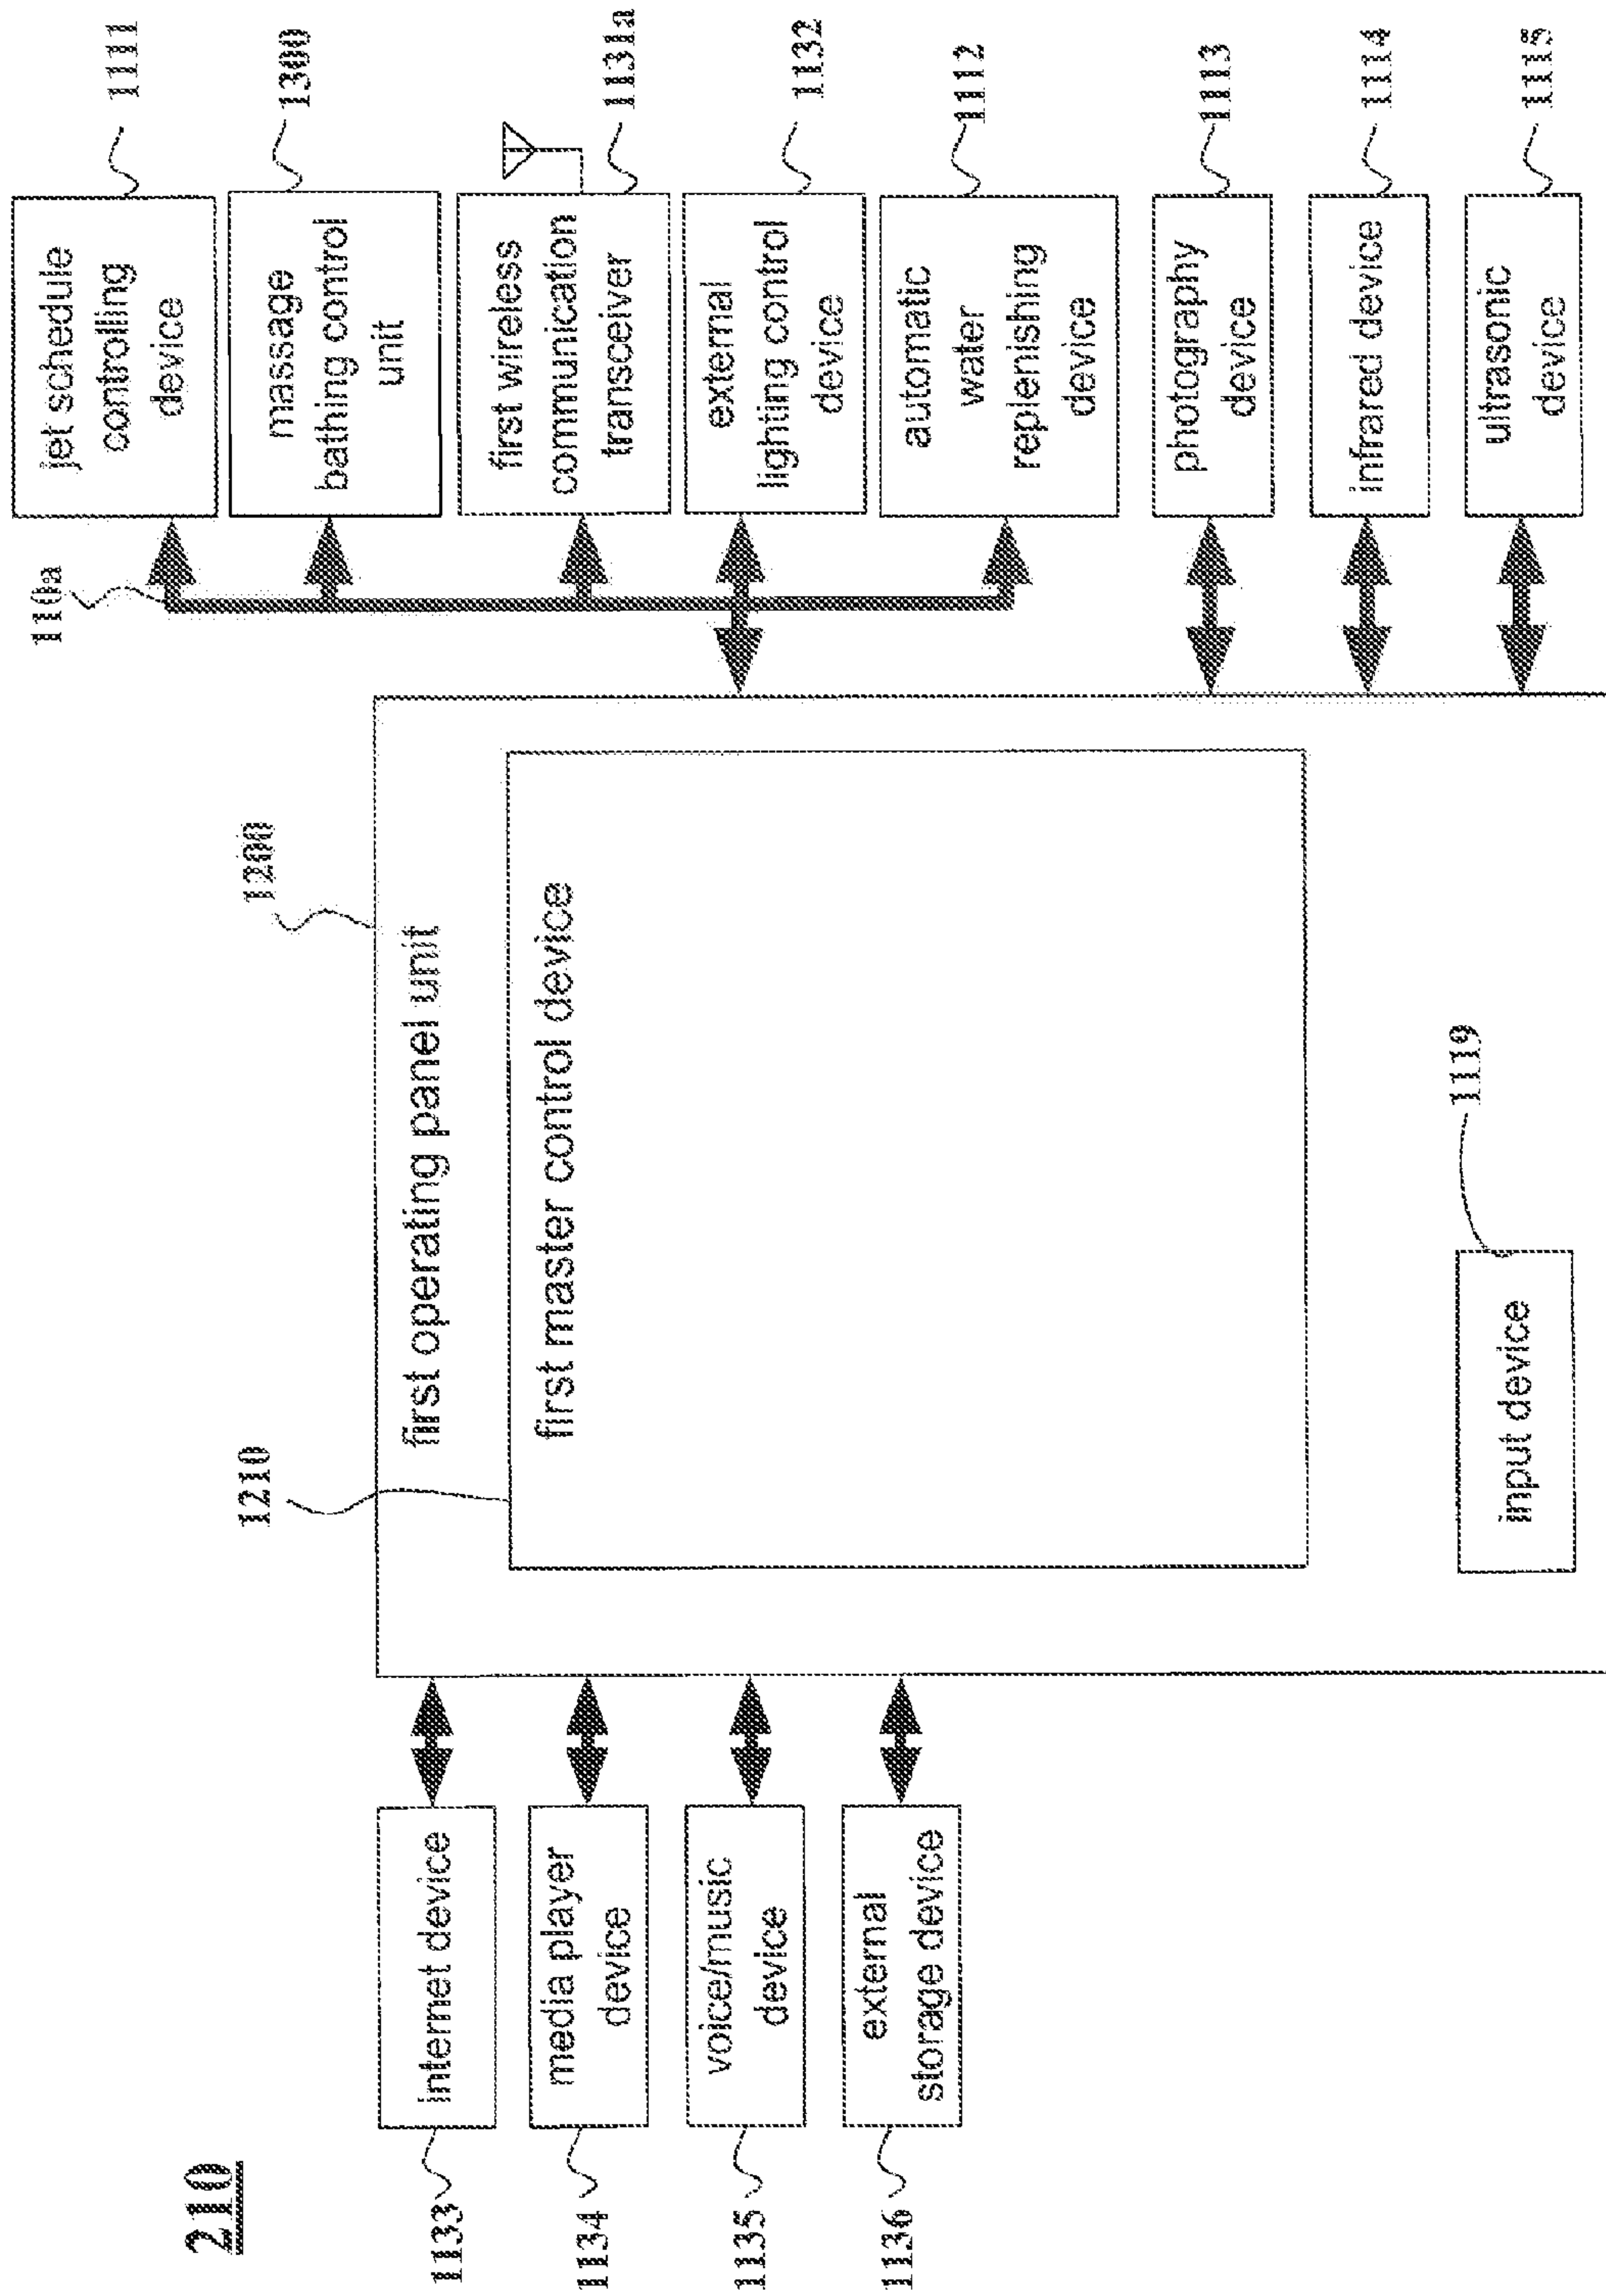 210
1133
internet device
1134
media player
device
1135
voice/music
device
1136
external
storage device
1200
first operating panel unit
1210
first master control device
1119
input device
110a
jet schedule
controlling
device
1111
massage
bathing control
unit
1300
first wireless
communication
transceiver
1131a
external
lighting control
device
1132
automatic
water
replenishing
device
1112
photography
device
1113
infrared device
1114
ultrasonic
device
1115